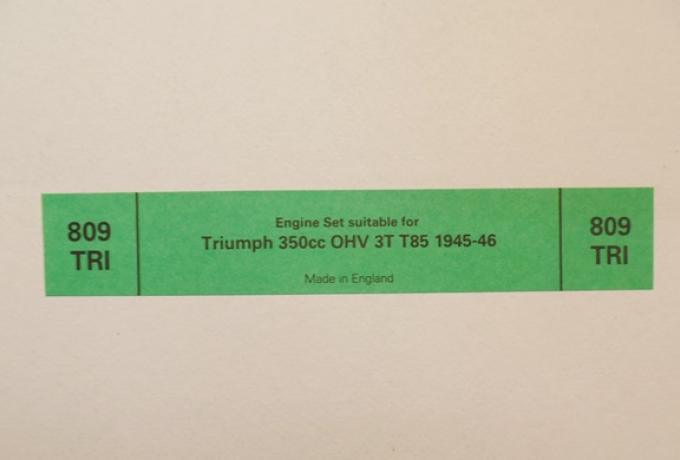 809
TRI
Engine Set suitable for
Triumph 350cc OHV 3T T85 1945-46
Made in England
809
TRI